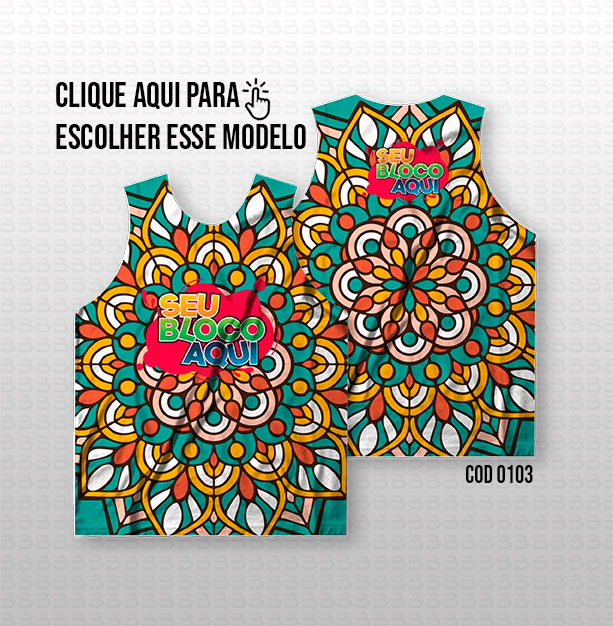 CLIQUE AQUI PARA
ESCOLHER ESSE MODELO
SEU
BLOCO
AQUI
SEU
BLOCO
AQUI
COD 0103